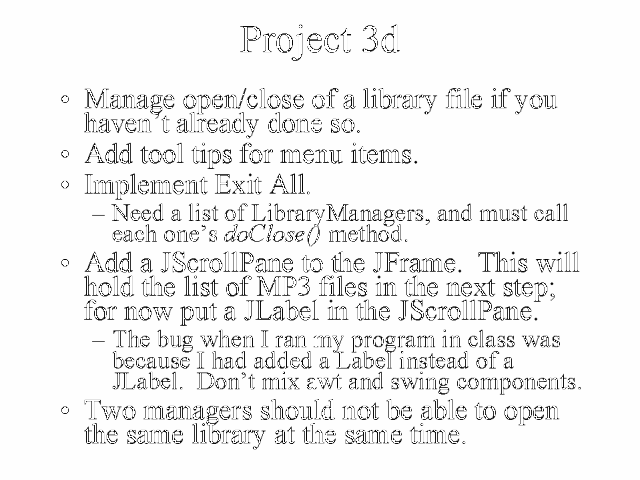 Project 3d
◦ Manage open/close of a library file if you
haven't already done so.
◦ Add tool tips for menu items.
◦ Implement Exit All.
– Need a list of LibraryManagers, and must call
each one's doClose() method.
◦ Add a JScrollPane to the JFrame.  This will
hold the list of MP3 files in the next step;
for now put a JLabel in the JScrollPane.
– The bug when I ran my program in class was
because I had added a Label instead of a
JLabel.  Don't mix awt and swing components.
◦ Two managers should not be able to open
the same library at the same time.